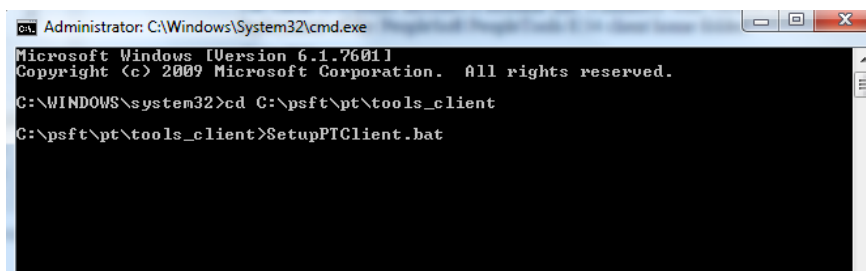 Administrator: C:\Windows\System32\cmd.exe
Microsoft Windows [Version 6.1.7601]
Copyright (c) 2009 Microsoft Corporation.  All rights reserved.
C:\WINDOWS\system32>cd C:\psft\pt\tools_client
C:\psft\pt\tools_client>SetupPTClient.bat